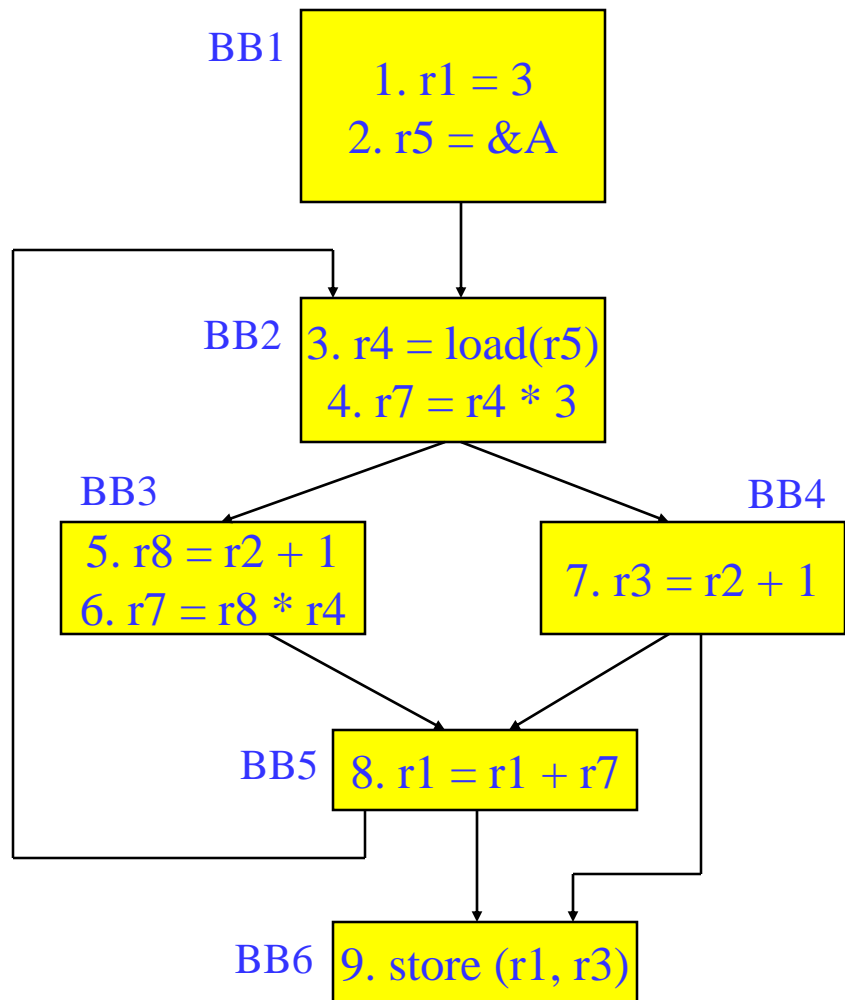 BB1
1. r1 = 3
2. r5 = &A
BB2
3. r4 = load(r5)
4. r7 = r4 * 3
BB3
5. r8 = r2 + 1
6. r7 = r8 * r4
BB4
7. r3 = r2 + 1
BB5
8. r1 = r1 + r7
BB6
9. store (r1, r3)